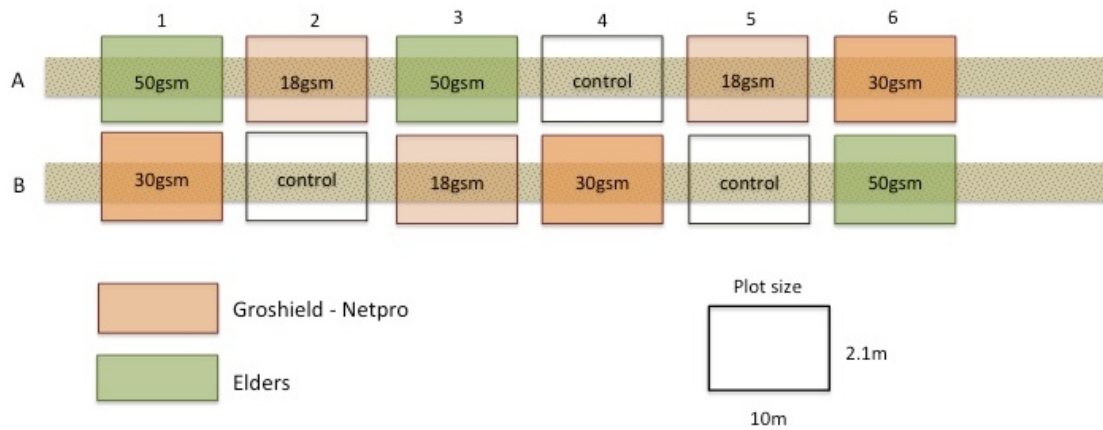 1 2 3 4 5 6
A 50gsm 18gsm 50gsm control 18gsm 30gsm
B 30gsm control 18gsm 30gsm control 50gsm
Plot size
Groshield - Netpro
2.1m
Elders
10m